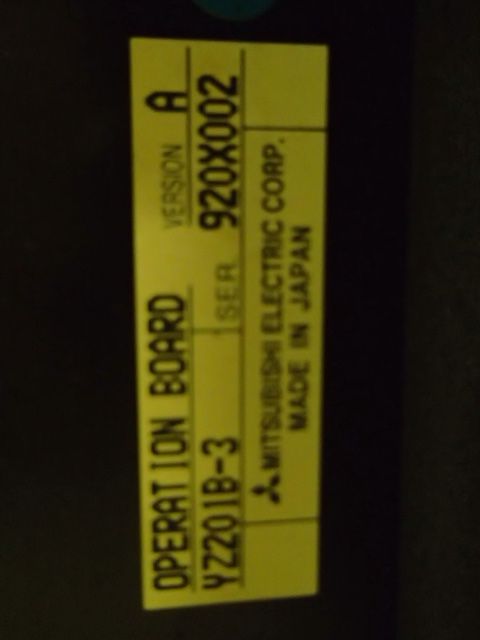 OPERATION BOARD VERSION A
YZ201B-3 SER. 920X002
MITSUBISHI ELECTRIC CORP.
MADE IN JAPAN